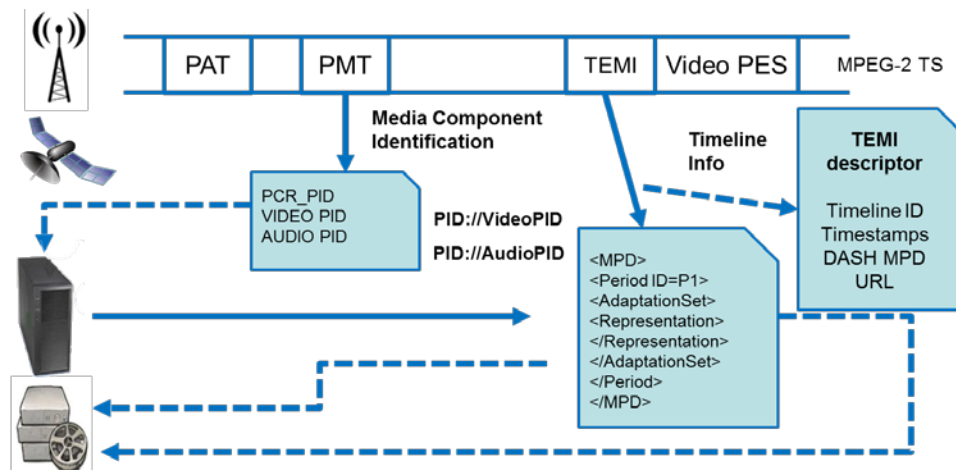 PAT
PMT
TEMI
Video PES
MPEG-2 TS
Media Component
Identification
Timeline
Info
TEMI
descriptor
Timeline ID
Timestamps
DASH MPD
URL
PCR_PID
VIDEO PID
AUDIO PID
PID://VideoPID
PID://AudioPID
<MPD>
<Period ID=P1>
<AdaptationSet>
<Representation>
</Representation>
</AdaptationSet>
</Period>
</MPD>